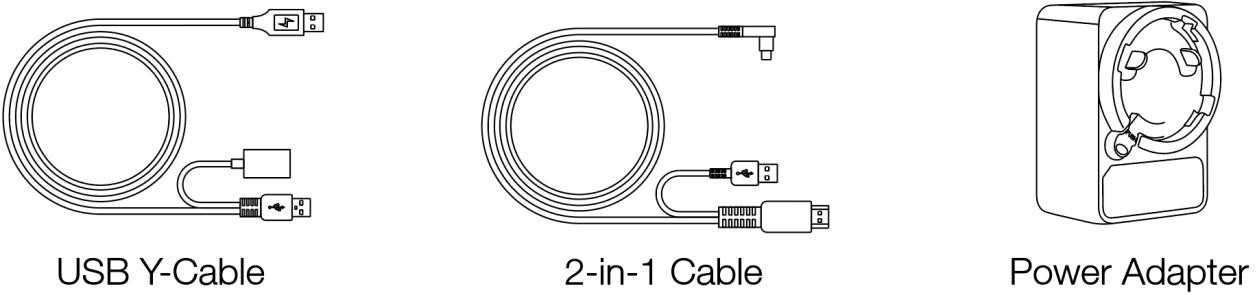 USB Y-Cable
2-in-1 Cable
Power Adapter